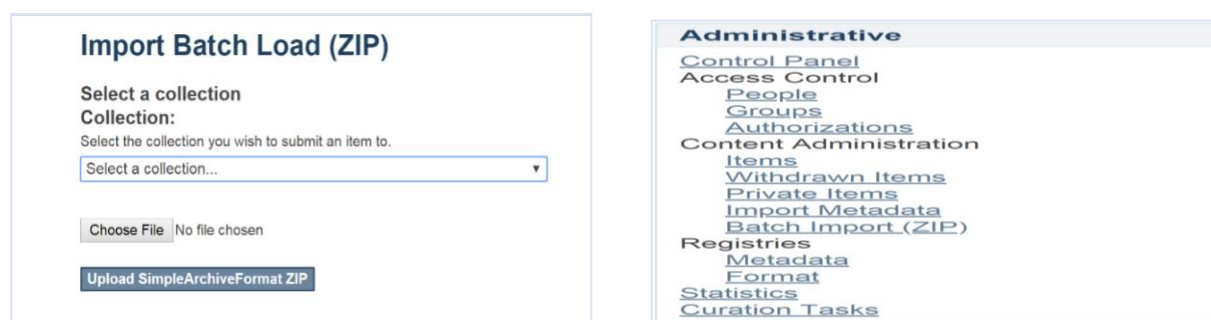 Import Batch Load (ZIP)
Select a collection
Collection:
Select the collection you wish to submit an item to.
Select a collection...
Choose File No file chosen
Upload SimpleArchiveFormat ZIP
Administrative
Control Panel
Access Control
People
Groups
Authorizations
Content Administration
Items
Withdrawn Items
Private Items
Import Metadata
Batch Import (ZIP)
Registries
Metadata
Format
Statistics
Curation Tasks